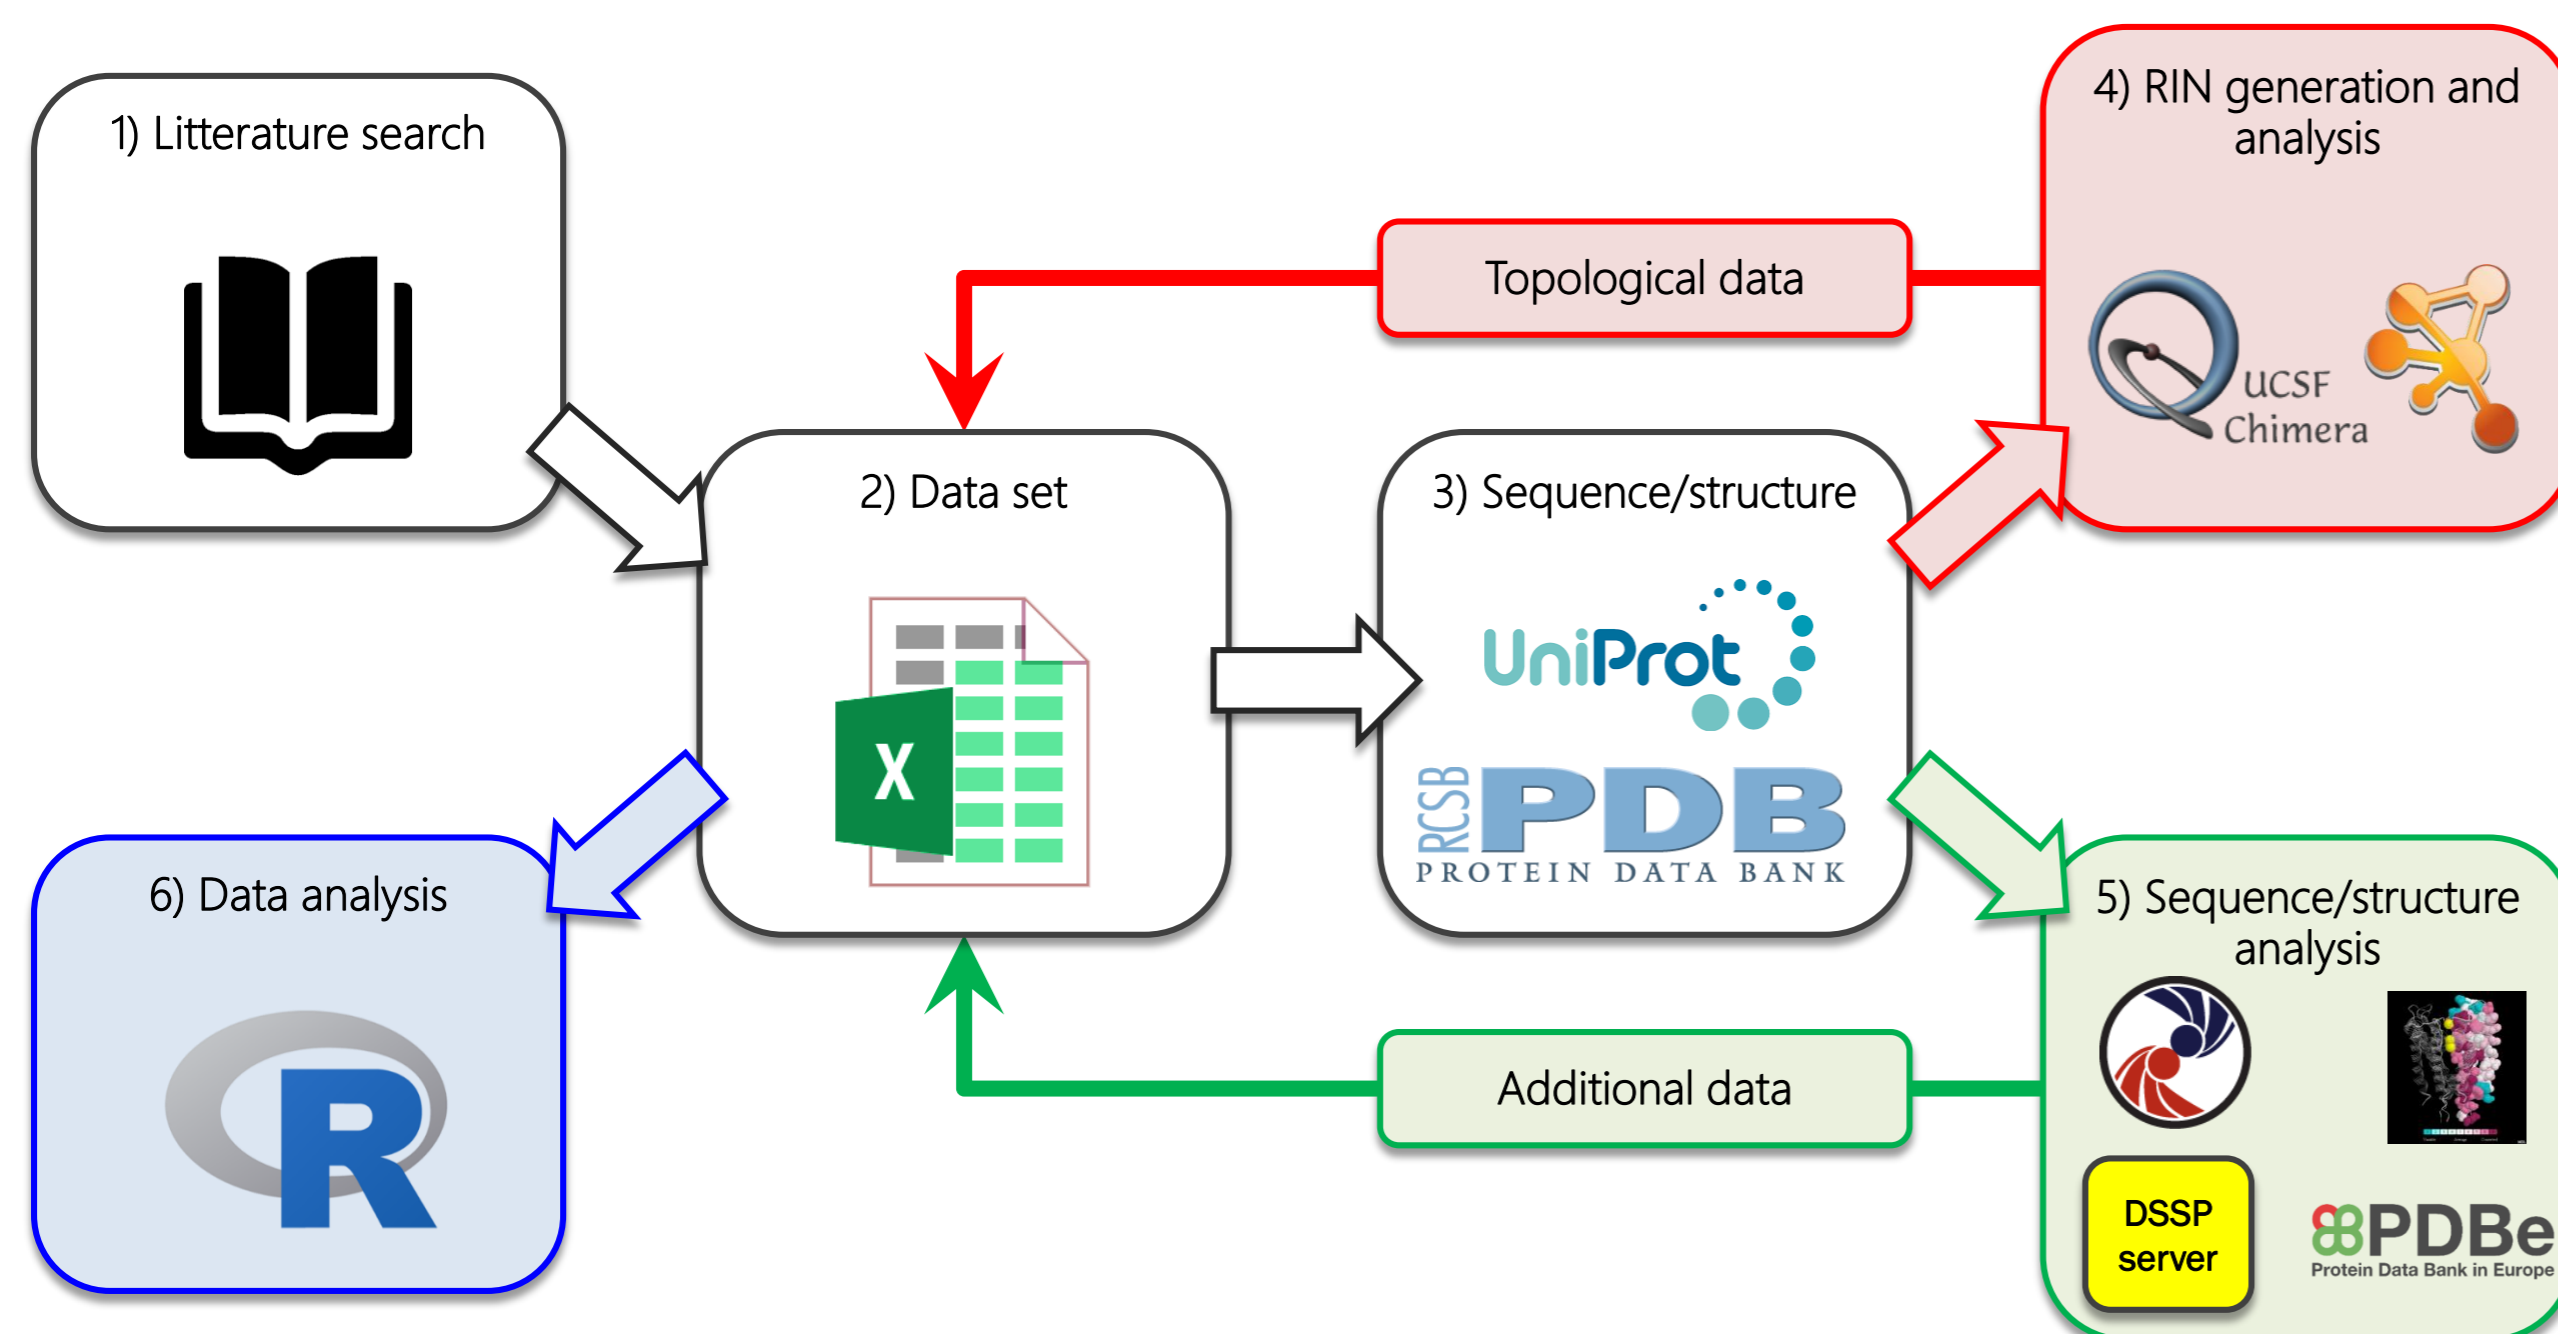 1) Litterature search
4) RIN generation and
analysis
UCSF
Chimera
Topological data
2) Data set
X
3) Sequence/structure
UniProt
RCSB
PDB
PROTEIN DATA BANK
6) Data analysis
R
5) Sequence/structure
analysis
Additional data
DSSP
server
PDBe
Protein Data Bank in Europe